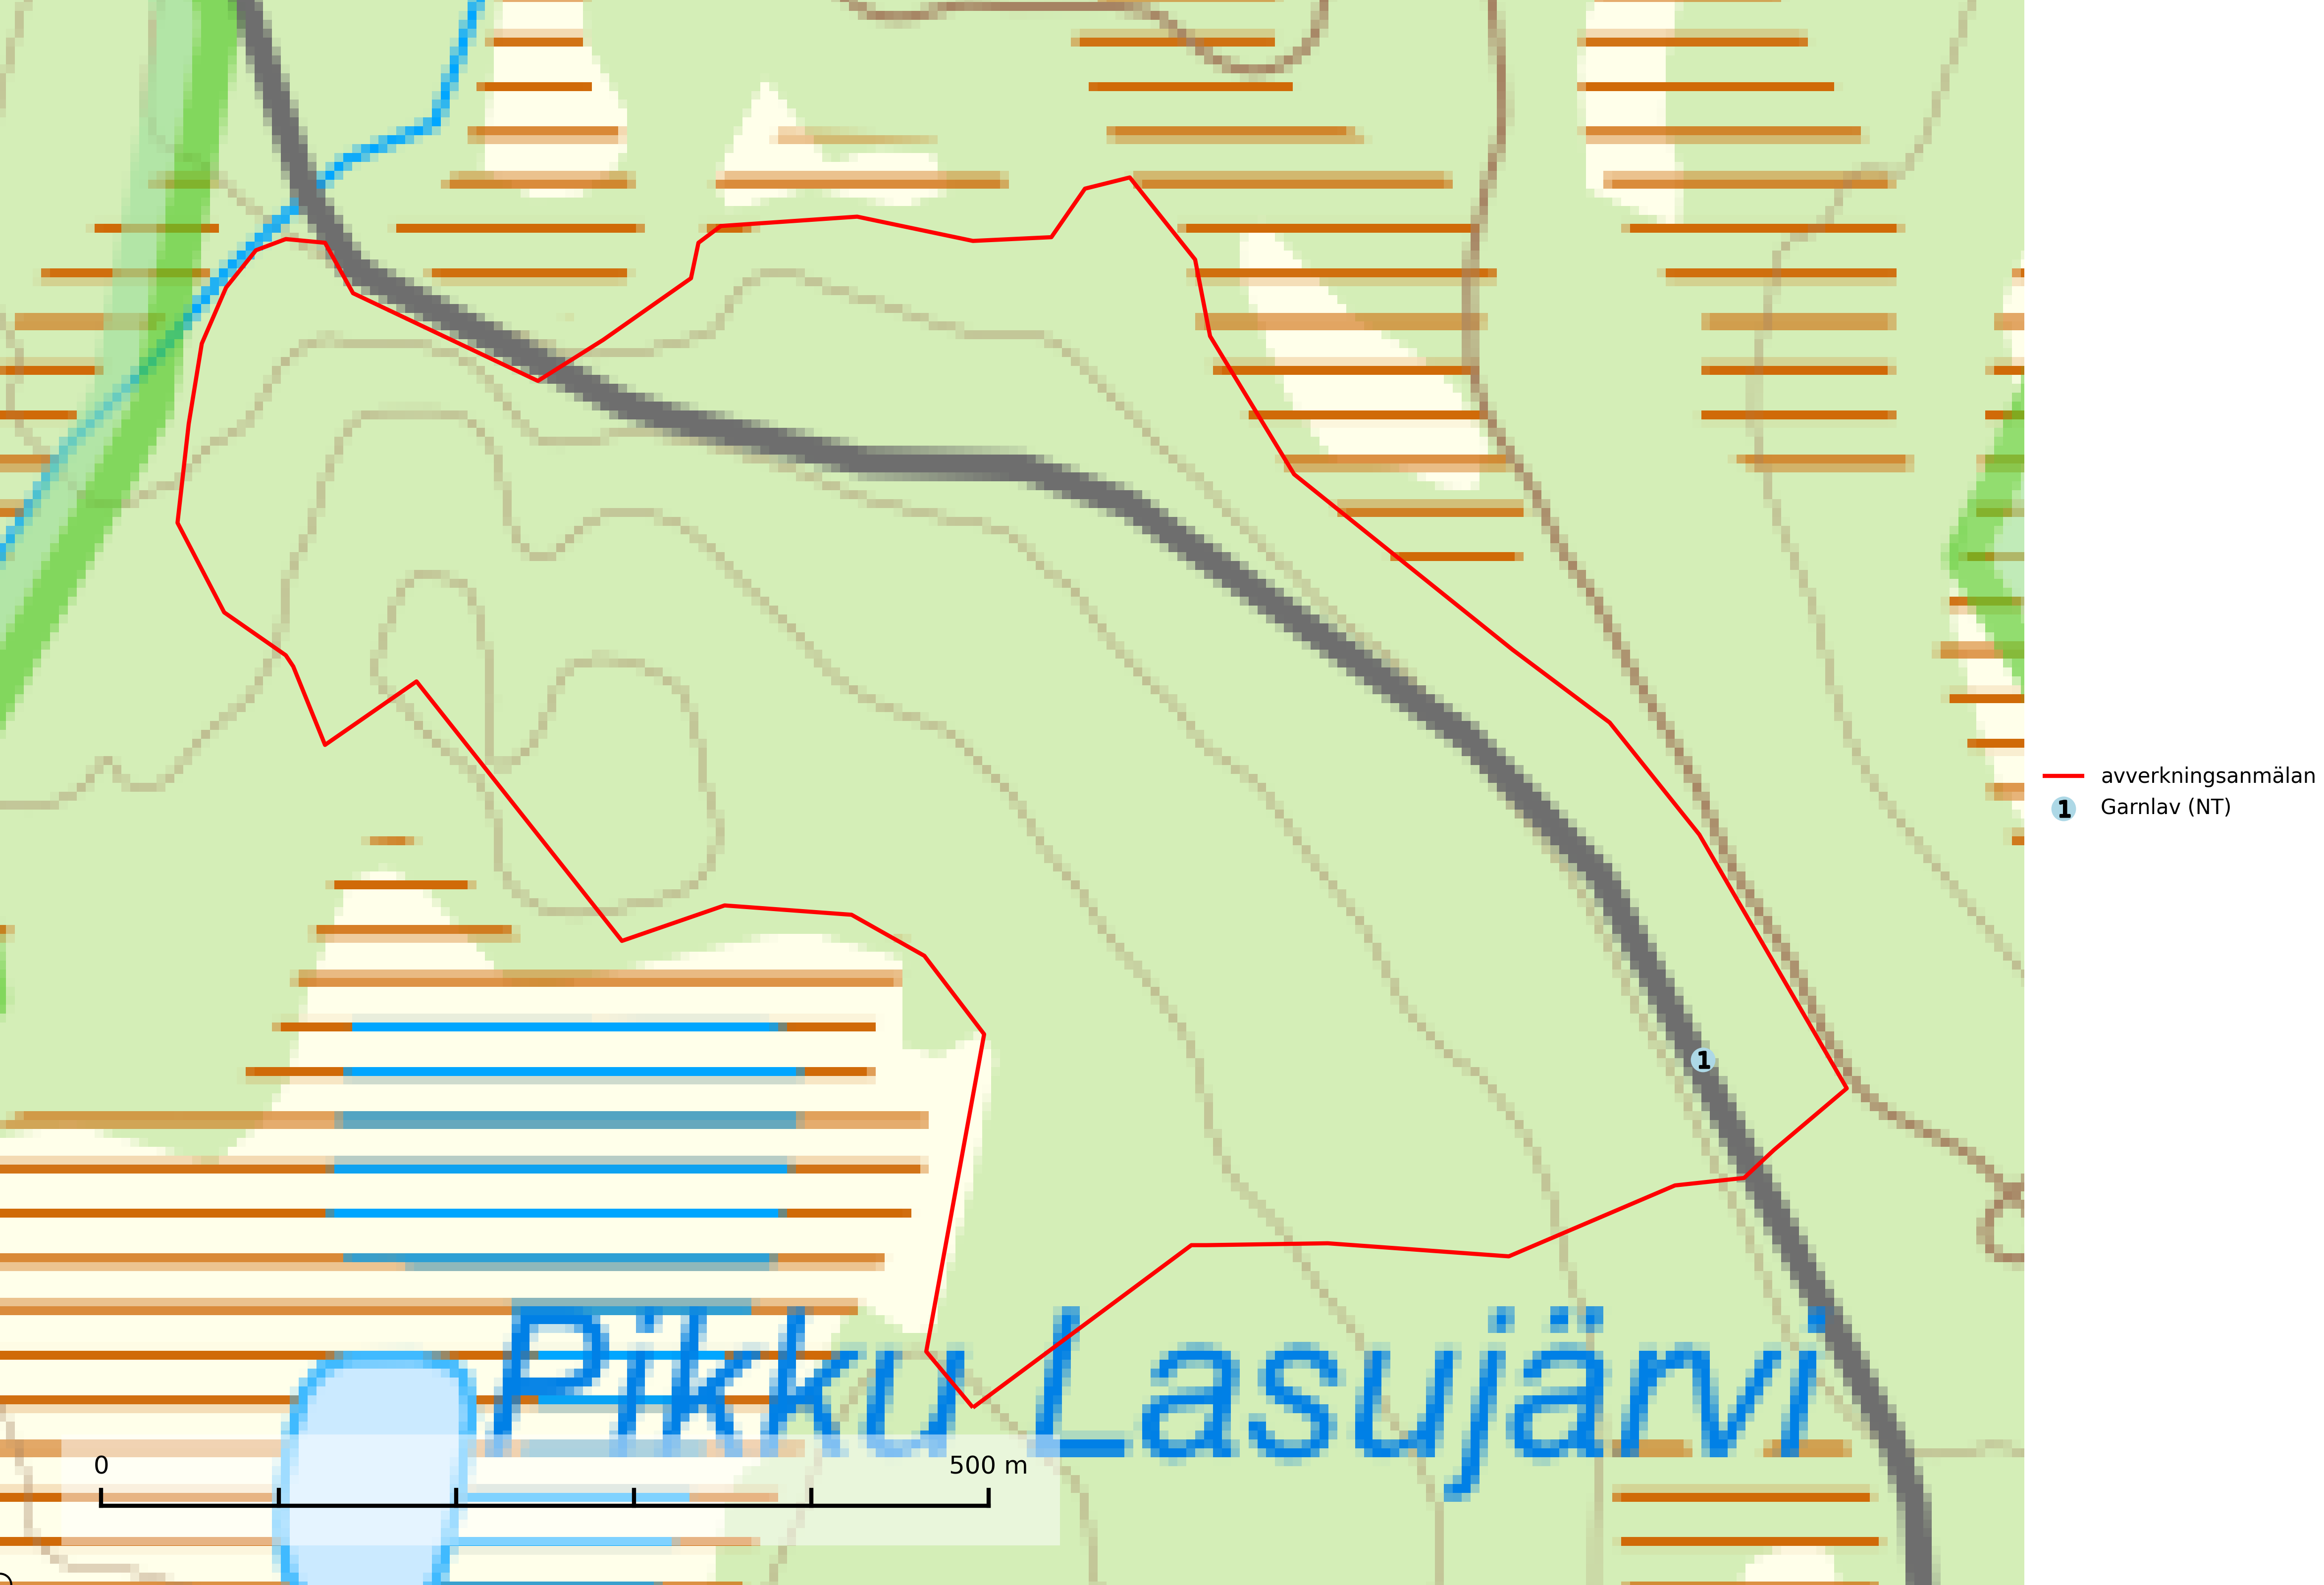 avverkningsanmälan
1 Garnlav (NT)
1
Pikku Lasujärvi
0 500 m